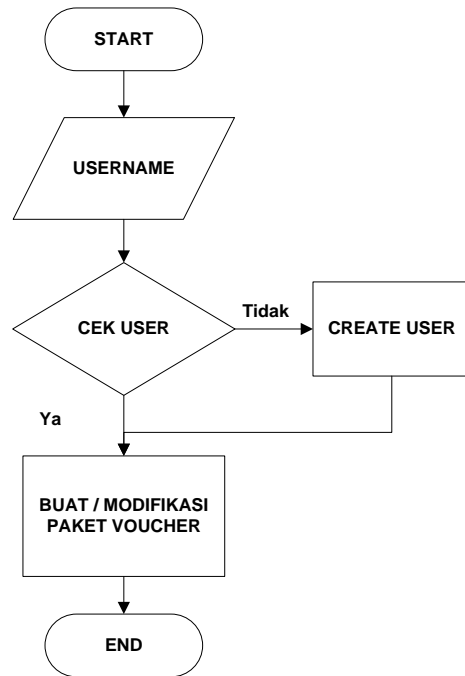 START
USERNAME
CEK USER
Tidak
CREATE USER
Ya
BUAT / MODIFIKASI
PAKET VOUCHER
END